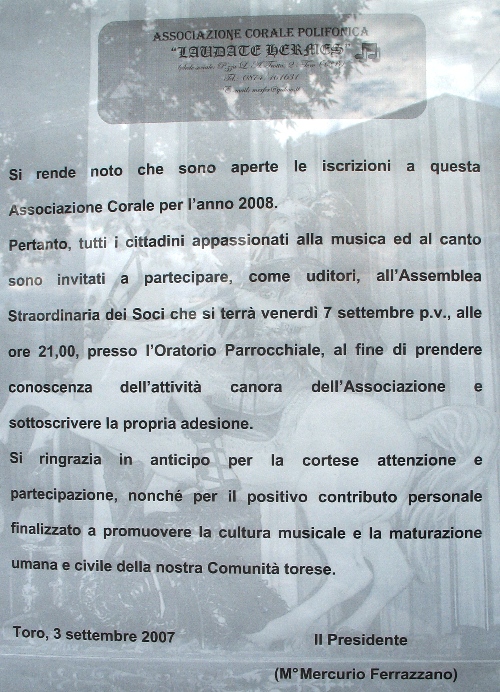 ASSOCIAZIONE CORALE POLIFONICA
"LAUDATE HERMES"
Si rende noto che sono aperte le iscrizioni a questa
Associazione Corale per l'anno 2008.
Pertanto, tutti i cittadini appassionati alla musica ed al canto
sono invitati a partecipare, come uditori, all'Assemblea
Straordinaria dei Soci che si terrà venerdì 7 settembre p.v., alle
ore 21,00, presso l'Oratorio Parrocchiale, al fine di prendere
conoscenza dell'attività canora dell'Associazione e
sottoscrivere la propria adesione.
Si ringrazia in anticipo per la cortese attenzione e
partecipazione, nonché per il positivo contributo personale
finalizzato a promuovere la cultura musicale e la maturazione
umana e civile della nostra Comunità torese.
Toro, 3 settembre 2007
Il Presidente
(M° Mercurio Ferrazzano)